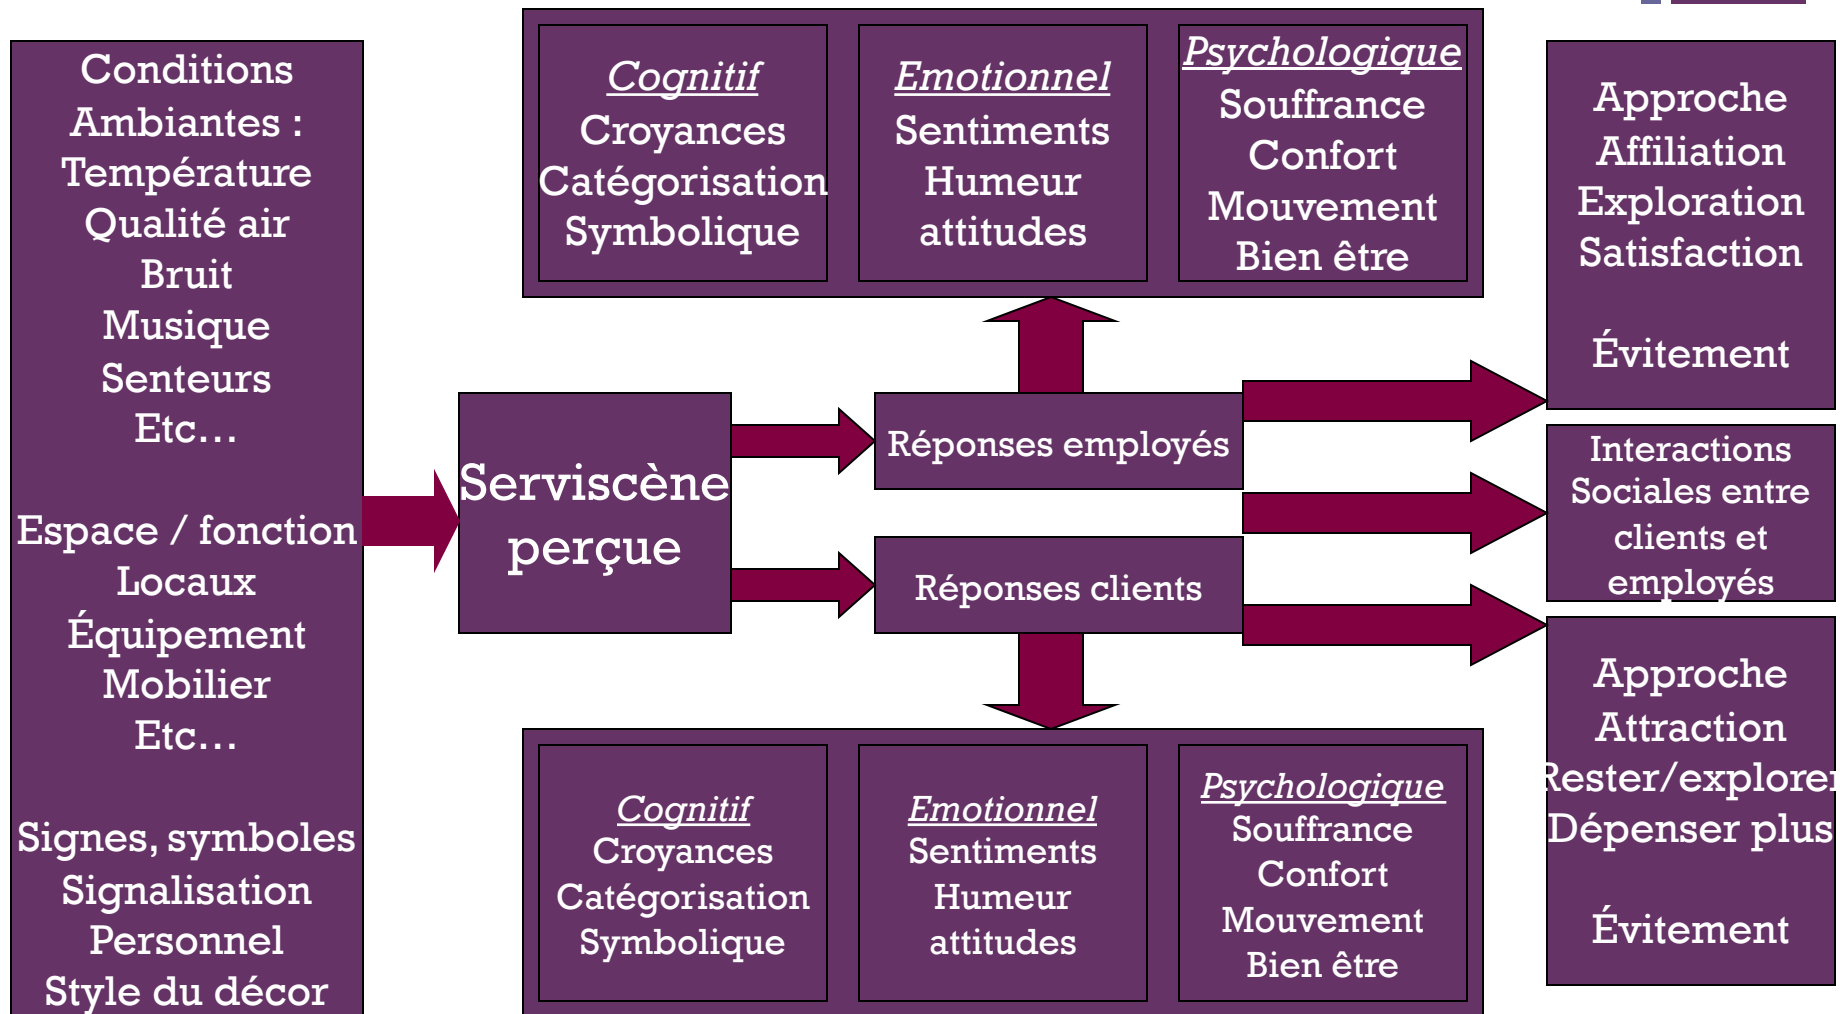 Conditions
Ambiantes :
Température
Qualité air
Bruit
Musique
Senteurs
Etc…
Espace / fonction
Locaux
Équipement
Mobilier
Etc…
Signes, symboles
Signalisation
Personnel
Style du décor
Serviscène
perçue
Cognitif
Croyances
Catégorisation
Symbolique
Emotionnel
Sentiments
Humeur
attitudes
Psychologique
Souffrance
Confort
Mouvement
Bien être
Réponses employés
Réponses clients
Cognitif
Croyances
Catégorisation
Symbolique
Emotionnel
Sentiments
Humeur
attitudes
Psychologique
Souffrance
Confort
Mouvement
Bien être
Approche
Affiliation
Exploration
Satisfaction
Évitement
Interactions
Sociales entre
clients et
employés
Approche
Attraction
Rester/explorer
Dépenser plus
Évitement